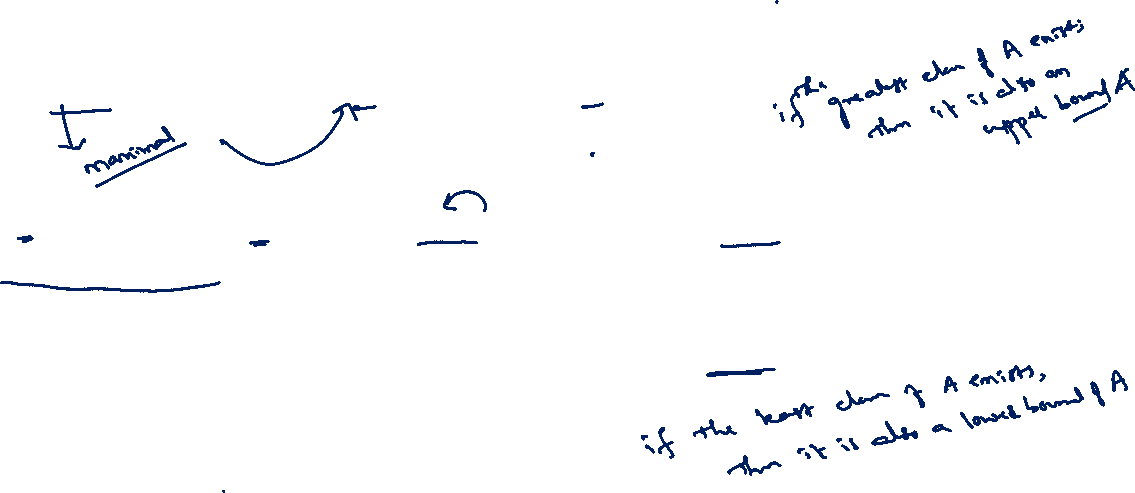 maximal
if the greatest elem of A exists
then it is also an
upper bound A
if the least elem of A exists,
then it is also a lower bound of A